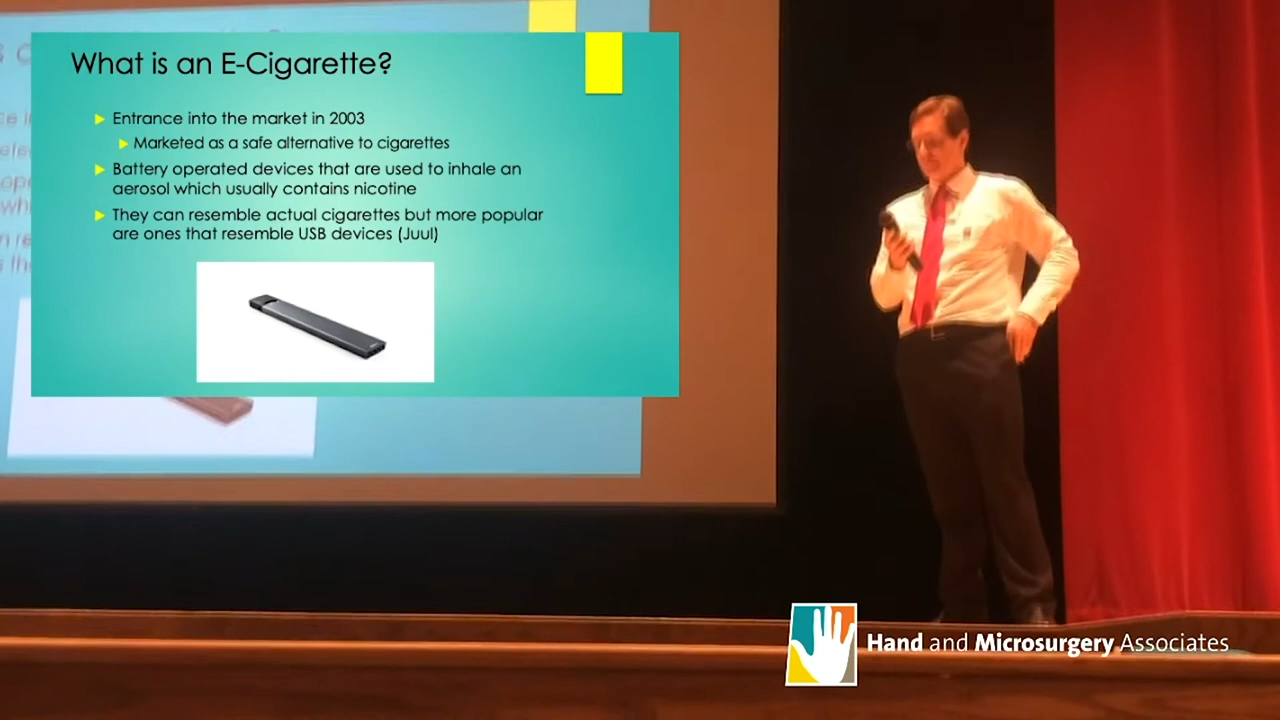 What is an E-Cigarette?
Entrance into the market in 2003
Marketed as a safe alternative to cigarettes
Battery operated devices that are used to inhale an
aerosol which usually contains nicotine
They can resemble actual cigarettes but more popular
are ones that resemble USB devices (Juul)
Hand and Microsurgery Associates